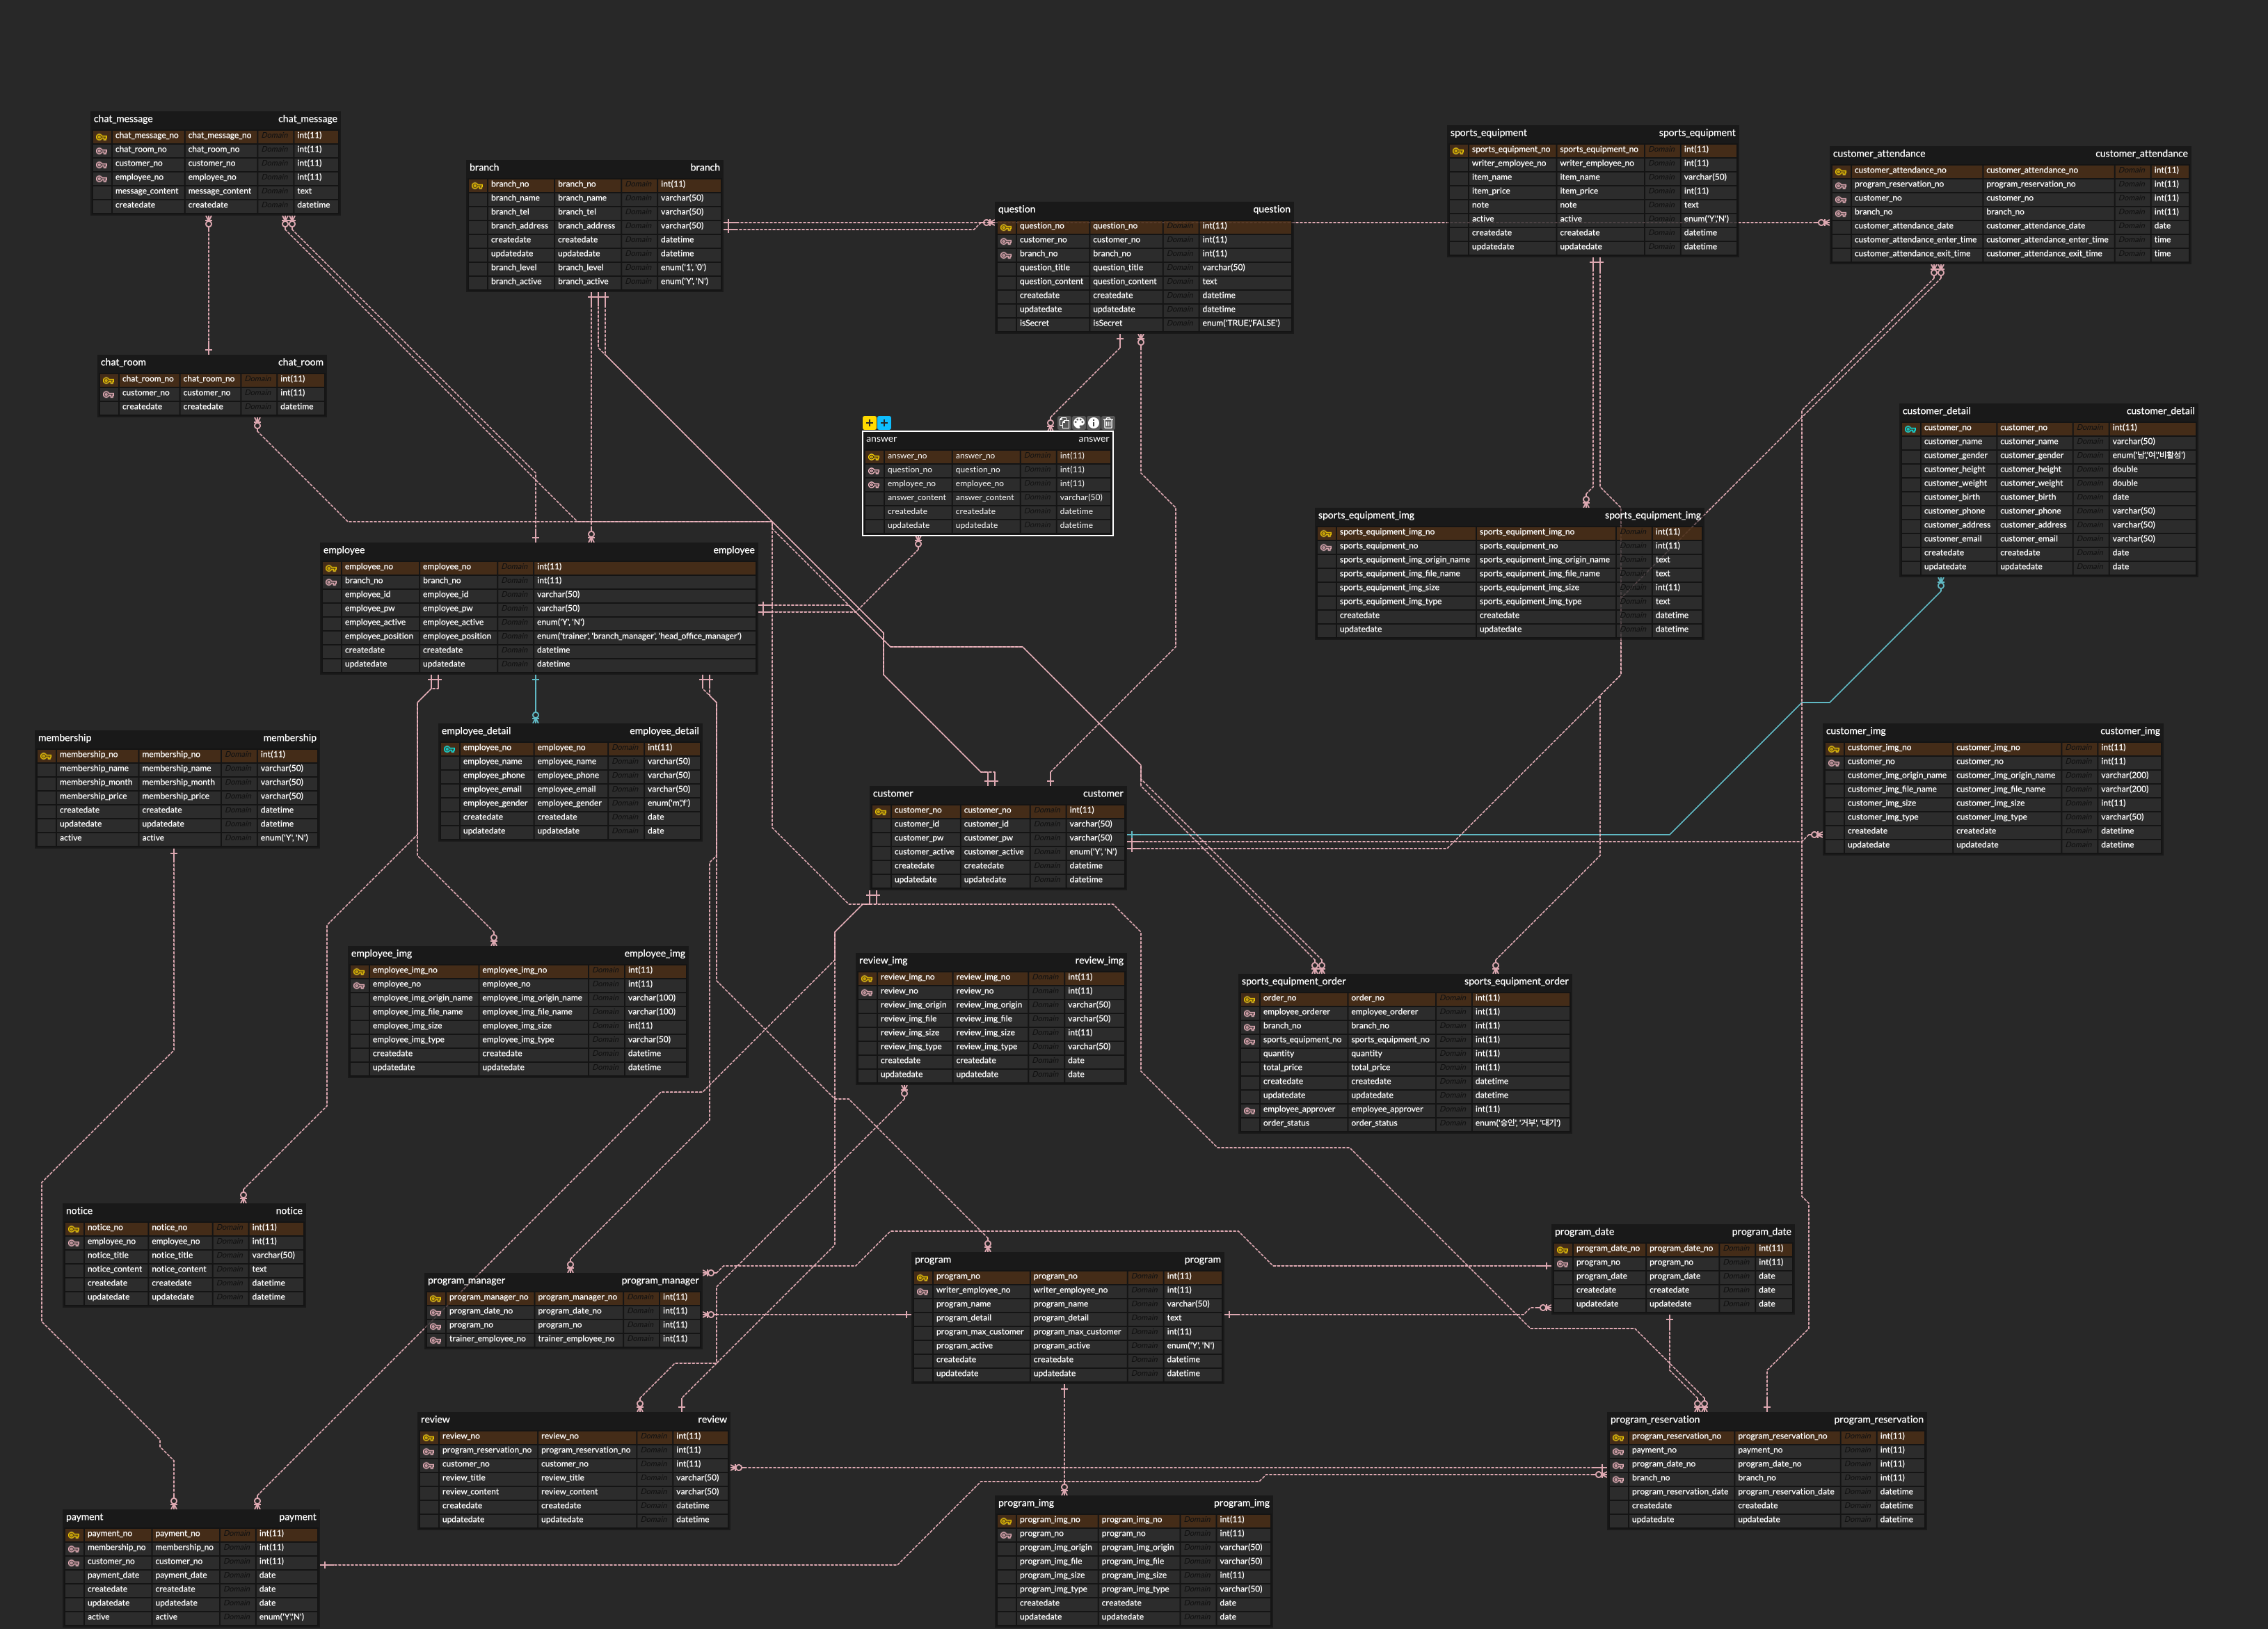 chat_message chat_message
chat_message_no chat_message_no Domain int(11)
chat_room_no chat_room_no Domain int(11)
customer_no customer_no Domain int(11)
employee_no employee_no Domain int(11)
message_content message_content Domain text
createdate createdate Domain datetime
branch branch
branch_no branch_no Domain int(11)
branch_name branch_name Domain varchar(50)
branch_tel branch_tel Domain varchar(50)
branch_address branch_address Domain varchar(50)
createdate createdate Domain datetime
updatedate updatedate Domain datetime
branch_level branch_level Domain enum('1', '0')
branch_active branch_active Domain enum('Y', 'N')
question question
question_no question_no Domain int(11)
customer_no customer_no Domain int(11)
branch_no branch_no Domain int(11)
question_title question_title Domain varchar(50)
question_content question_content Domain text
createdate createdate Domain datetime
updatedate updatedate Domain datetime
isSecret isSecret Domain enum('TRUE','FALSE')
sports_equipment sports_equipment
sports_equipment_no sports_equipment_no Domain int(11)
writer_employee_no writer_employee_no Domain int(11)
item_name item_name Domain varchar(50)
item_price item_price Domain int(11)
note note Domain text
active active Domain enum('Y','N')
createdate createdate Domain datetime
updatedate updatedate Domain datetime
customer_attendance customer_attendance
customer_attendance_no customer_attendance_no Domain int(11)
program_reservation_no program_reservation_no Domain int(11)
customer_no customer_no Domain int(11)
branch_no branch_no Domain int(11)
customer_attendance_date customer_attendance_date Domain date
customer_attendance_enter_time customer_attendance_enter_time Domain time
customer_attendance_exit_time customer_attendance_exit_time Domain time
chat_room chat_room
chat_room_no chat_room_no Domain int(11)
customer_no customer_no Domain int(11)
createdate createdate Domain datetime
answer answer
answer_no answer_no Domain int(11)
question_no question_no Domain int(11)
employee_no employee_no Domain int(11)
answer_content answer_content Domain varchar(50)
createdate createdate Domain datetime
updatedate updatedate Domain datetime
customer_detail customer_detail
customer_no customer_no Domain int(11)
customer_name customer_name Domain varchar(50)
customer_gender customer_gender Domain enum('남','여','비활성')
customer_height customer_height Domain double
customer_weight customer_weight Domain double
customer_birth customer_birth Domain date
customer_phone customer_phone Domain varchar(50)
customer_address customer_address Domain varchar(50)
customer_email customer_email Domain varchar(50)
createdate createdate Domain date
updatedate updatedate Domain date
sports_equipment_img sports_equipment_img
sports_equipment_img_no sports_equipment_img_no Domain int(11)
sports_equipment_no sports_equipment_no Domain int(11)
sports_equipment_img_origin_name sports_equipment_img_origin_name Domain text
sports_equipment_img_file_name sports_equipment_img_file_name Domain text
sports_equipment_img_size sports_equipment_img_size Domain int(11)
sports_equipment_img_type sports_equipment_img_type Domain text
createdate createdate Domain datetime
updatedate updatedate Domain datetime
employee employee
employee_no employee_no Domain int(11)
branch_no branch_no Domain int(11)
employee_id employee_id Domain varchar(50)
employee_pw employee_pw Domain varchar(50)
employee_active employee_active Domain enum('Y', 'N')
employee_position employee_position Domain enum('trainer', 'branch_manager', 'head_office_manager')
createdate createdate Domain datetime
updatedate updatedate Domain datetime
membership membership
membership_no membership_no Domain int(11)
membership_name membership_name Domain varchar(50)
membership_month membership_month Domain varchar(50)
membership_price membership_price Domain varchar(50)
createdate createdate Domain datetime
updatedate updatedate Domain datetime
active active Domain enum('Y', 'N')
employee_detail employee_detail
employee_no employee_no Domain int(11)
employee_name employee_name Domain varchar(50)
employee_phone employee_phone Domain varchar(50)
employee_email employee_email Domain varchar(50)
employee_gender employee_gender Domain enum('m','f')
createdate createdate Domain date
updatedate updatedate Domain date
customer customer
customer_no customer_no Domain int(11)
customer_id customer_id Domain varchar(50)
customer_pw customer_pw Domain varchar(50)
customer_active customer_active Domain enum('Y', 'N')
createdate createdate Domain datetime
updatedate updatedate Domain datetime
customer_img customer_img
customer_img_no customer_img_no Domain int(11)
customer_no customer_no Domain int(11)
customer_img_origin_name customer_img_origin_name Domain varchar(200)
customer_img_file_name customer_img_file_name Domain varchar(200)
customer_img_size customer_img_size Domain int(11)
customer_img_type customer_img_type Domain varchar(50)
createdate createdate Domain datetime
updatedate updatedate Domain datetime
employee_img employee_img
employee_img_no employee_img_no Domain int(11)
employee_no employee_no Domain int(11)
employee_img_origin_name employee_img_origin_name Domain varchar(100)
employee_img_file_name employee_img_file_name Domain varchar(100)
employee_img_size employee_img_size Domain int(11)
employee_img_type employee_img_type Domain varchar(50)
createdate createdate Domain datetime
updatedate updatedate Domain datetime
review_img review_img
review_img_no review_img_no Domain int(11)
review_no review_no Domain int(11)
review_img_origin review_img_origin Domain varchar(50)
review_img_file review_img_file Domain varchar(50)
review_img_size review_img_size Domain int(11)
review_img_type review_img_type Domain varchar(50)
createdate createdate Domain date
updatedate updatedate Domain date
sports_equipment_order sports_equipment_order
order_no order_no Domain int(11)
employee_orderer employee_orderer Domain int(11)
branch_no branch_no Domain int(11)
sports_equipment_no sports_equipment_no Domain int(11)
quantity quantity Domain int(11)
total_price total_price Domain int(11)
createdate createdate Domain datetime
updatedate updatedate Domain datetime
employee_approver employee_approver Domain int(11)
order_status order_status Domain enum('승인', '거부', '대기')
notice notice
notice_no notice_no Domain int(11)
employee_no employee_no Domain int(11)
notice_title notice_title Domain varchar(50)
notice_content notice_content Domain text
createdate createdate Domain datetime
updatedate updatedate Domain datetime
program_manager program_manager
program_manager_no program_manager_no Domain int(11)
program_date_no program_date_no Domain int(11)
program_no program_no Domain int(11)
trainer_employee_no trainer_employee_no Domain int(11)
program program
program_no program_no Domain int(11)
writer_employee_no writer_employee_no Domain int(11)
program_name program_name Domain varchar(50)
program_detail program_detail Domain text
program_max_customer program_max_customer Domain int(11)
program_active program_active Domain enum('Y', 'N')
createdate createdate Domain datetime
updatedate updatedate Domain datetime
program_date program_date
program_date_no program_date_no Domain int(11)
program_no program_no Domain int(11)
program_date program_date Domain date
createdate createdate Domain date
updatedate updatedate Domain date
review review
review_no review_no Domain int(11)
program_reservation_no program_reservation_no Domain int(11)
customer_no customer_no Domain int(11)
review_title review_title Domain varchar(50)
review_content review_content Domain varchar(50)
createdate createdate Domain datetime
updatedate updatedate Domain datetime
program_reservation program_reservation
program_reservation_no program_reservation_no Domain int(11)
payment_no payment_no Domain int(11)
program_date_no program_date_no Domain int(11)
branch_no branch_no Domain int(11)
program_reservation_date program_reservation_date Domain datetime
createdate createdate Domain datetime
updatedate updatedate Domain datetime
payment payment
payment_no payment_no Domain int(11)
membership_no membership_no Domain int(11)
customer_no customer_no Domain int(11)
payment_date payment_date Domain date
createdate createdate Domain date
updatedate updatedate Domain date
active active Domain enum('Y','N')
program_img program_img
program_img_no program_img_no Domain int(11)
program_no program_no Domain int(11)
program_img_origin program_img_origin Domain varchar(50)
program_img_file program_img_file Domain varchar(50)
program_img_size program_img_size Domain int(11)
program_img_type program_img_type Domain varchar(50)
createdate createdate Domain date
updatedate updatedate Domain date